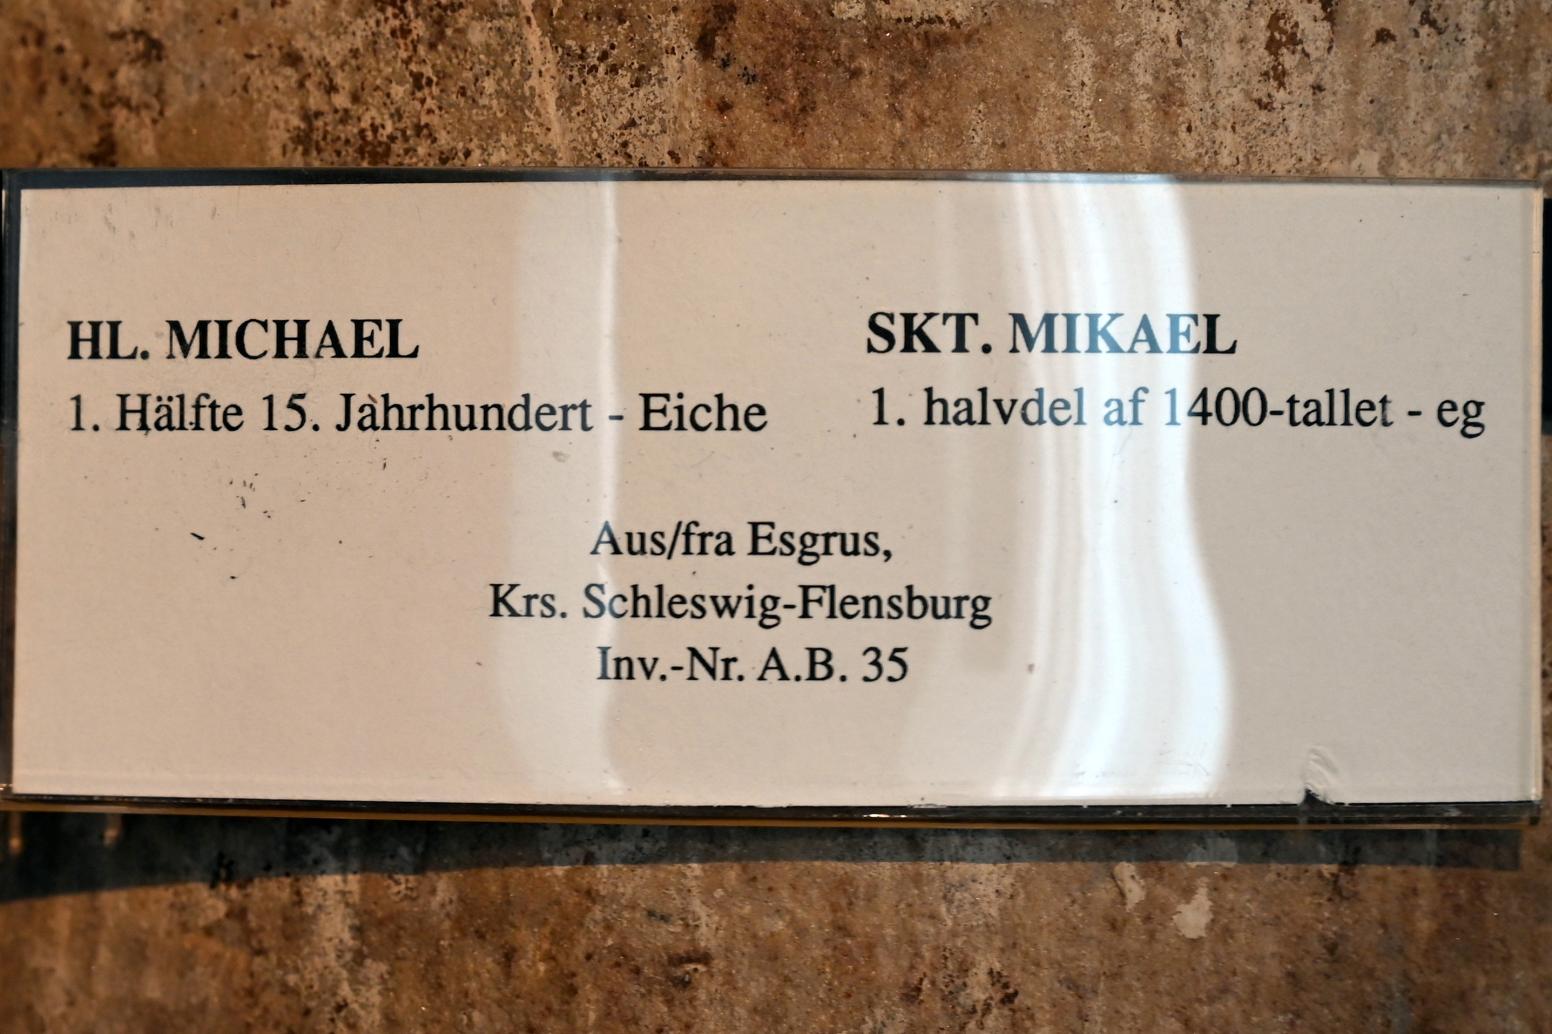 HL. MICHAEL
1. Hälfte 15. Jahrhundert - Eiche
SKT. MIKAEL
1. halvdel af 1400-tallet - eg
Aus/fra Esgrus,
Krs. Schleswig-Flensburg
Inv.-Nr. A.B. 35